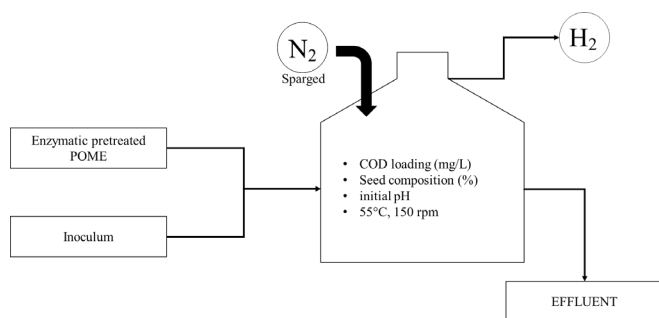 N2
Sparged
H2
Enzymatic pretreated
POME
Inoculum
• COD loading (mg/L)
• Seed composition (%)
• initial pH
• 55°C, 150 rpm
EFFLUENT